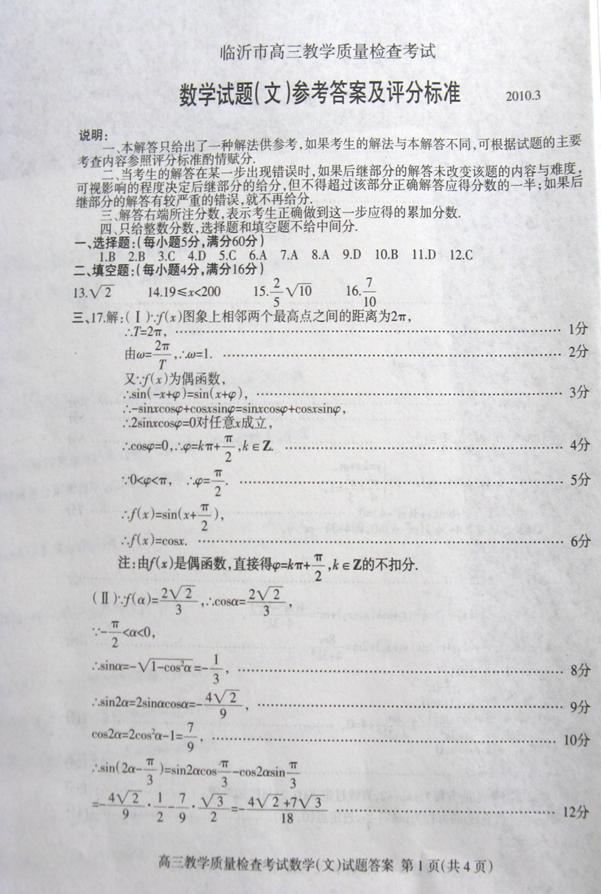 临沂市高三教学质量检查考试
数学试题(文)参考答案及评分标准 2010.3
说明:
一、本解答只给出了一种解法供参考,如果考生的解法与本解答不同,可根据试题的主要
考查内容参照评分标准酌情赋分.
二、当考生的解答在某一步出现错误时,如果后继部分的解答未改变该题的内容与难度,
可视影响的程度决定后继部分的给分,但不得超过该部分正确解答应得分数的一半;如果后
继部分的解答有较严重的错误,就不再给分.
三、解答右端所注分数,表示考生正确做到这一步应得的累加分数.
四、只给整数分数,选择题和填空题不给中间分.
一、选择题:(每小题5分,满分60分)
1.B 2.B 3.C 4.D 5.C 6.A 7.A 8.A 9.D 10.B 11.D 12.C
二、填空题:(每小题4分,满分16分)
13.√2 14.19≤x<200 15.2/5√10 16.7/10
三、17.解:(Ⅰ)∵f(x)图象上相邻两个最高点之间的距离为2π,
∴T=2π, …………1分
由ω=2π/T,∴ω=1. …………2分
又∵f(x)为偶函数,
∴sin(-x+φ)=sin(x+φ), …………3分
∴-sinxcosφ+cosxsinφ=sinxcosφ+cosxsinφ,
∴2sinxcosφ=0对任意x成立,
∴cosφ=0,∴φ=kπ+π/2,k∈Z. …………4分
∵0<φ<π, ∴φ=π/2. …………5分
∴f(x)=sin(x+π/2),
∴f(x)=cosx. …………6分
注:由f(x)是偶函数,直接得φ=kπ+π/2,k∈Z的不扣分.
(Ⅱ)∵f(α)=2√2/3,∴cosα=2√2/3,
∵-π/2<α<0,
∴sinα=-√(1-cos²α)=-1/3, …………8分
∴sin2α=2sinαcosα=-4√2/9, …………9分
cos2α=2cos²α-1=7/9, …………10分
∴sin(2α-π/3)=sin2αcosπ/3-cos2αsinπ/3
=-4√2/9·1/2-7/9·√3/2=-(4√2+7√3)/18 …………12分
高三教学质量检查考试数学(文)试题答案 第1页(共4页)